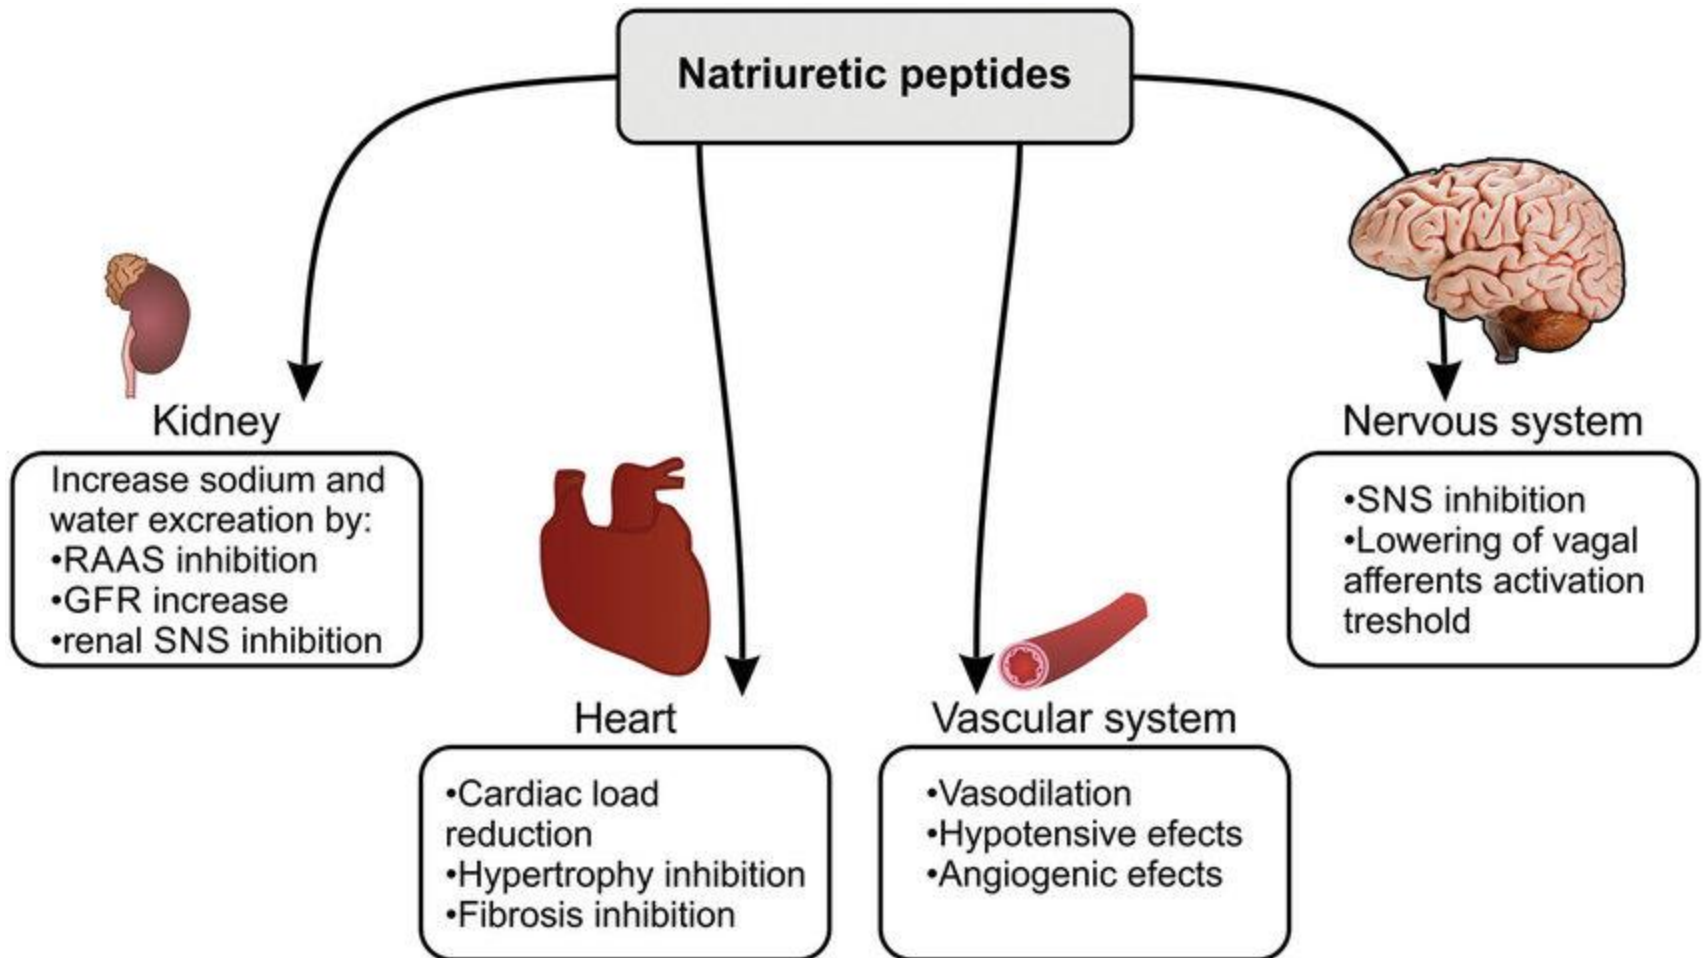 Natriuretic peptides
Kidney
Increase sodium and
water excreation by:
•RAAS inhibition
•GFR increase
•renal SNS inhibition
Heart
•Cardiac load
reduction
•Hypertrophy inhibition
•Fibrosis inhibition
Vascular system
•Vasodilation
•Hypotensive efects
•Angiogenic efects
Nervous system
•SNS inhibition
•Lowering of vagal
afferents activation
treshold